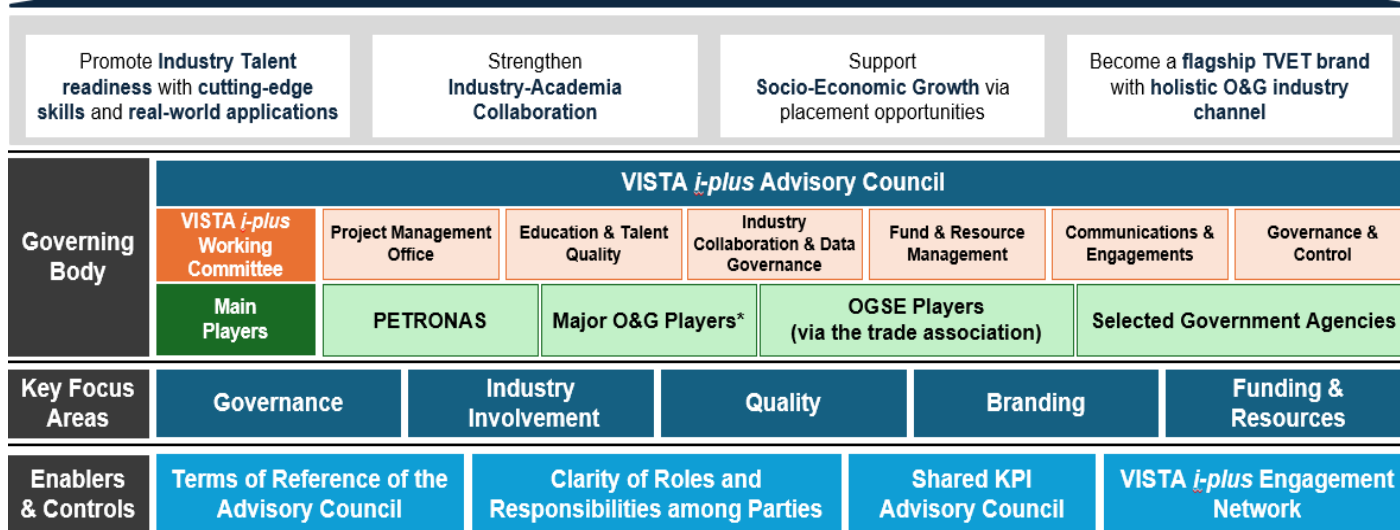 Promote Industry Talent
readiness with cutting-edge
skills and real-world applications
Strengthen
Industry-Academia
Collaboration
Support
Socio-Economic Growth via
placement opportunities
Become a flagship TVET brand
with holistic O&G industry
channel
Governing
Body
VISTA i-plus Advisory Council
VISTA i-plus
Working
Committee
Project Management
Office
Education & Talent
Quality
Industry
Collaboration & Data
Governance
Fund & Resource
Management
Communications &
Engagements
Governance &
Control
Main
Players
PETRONAS
Major O&G Players*
OGSE Players
(via the trade association)
Selected Government Agencies
Key Focus
Areas
Governance
Industry
Involvement
Quality
Branding
Funding &
Resources
Enablers
& Controls
Terms of Reference of the
Advisory Council
Clarity of Roles and
Responsibilities among Parties
Shared KPI
Advisory Council
VISTA i-plus Engagement
Network